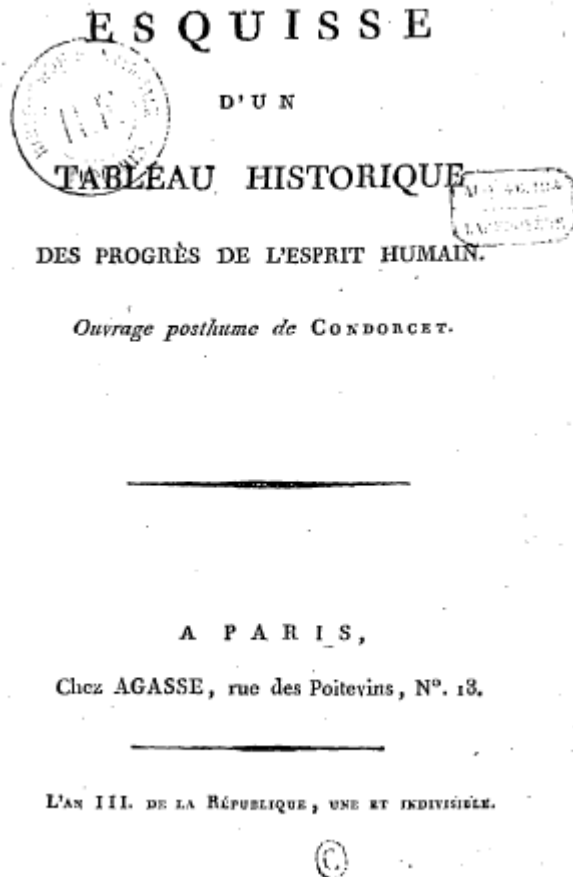 ESQUISSE
D'UN
TABLEAU HISTORIQUE
DES PROGRÈS DE L'ESPRIT HUMAIN.
Ouvrage posthume de CONDORCET.
A PARIS,
Chez AGASSE, rue des Poitevins, N°. 18.
L'AN III. DE LA RÉPUBLIQUE, UNE ET INDIVISIBLE.
C